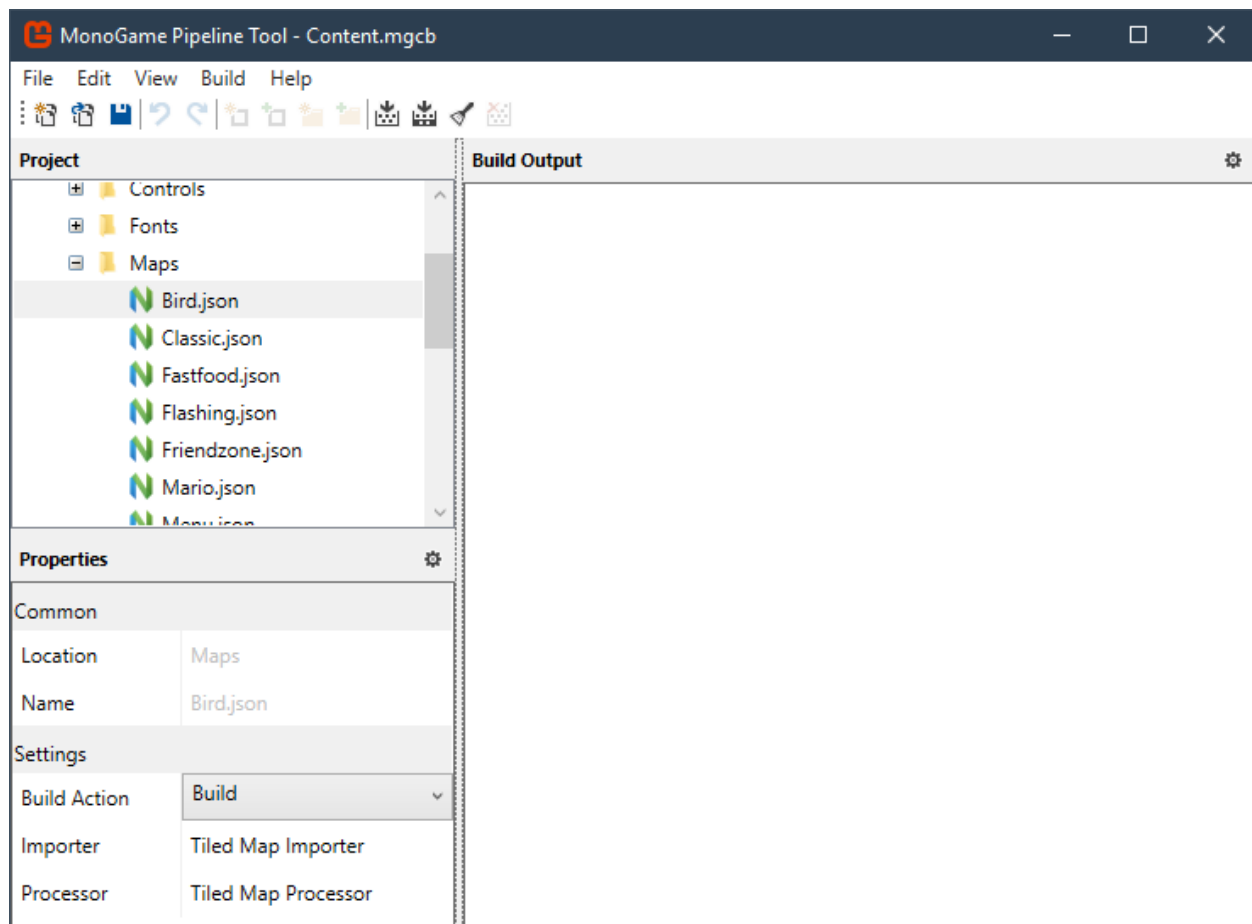 MonoGame Pipeline Tool - Content.mgcb
File Edit View Build Help
Project
Build Output
Controls
Fonts
Maps
Bird.json
Classic.json
Fastfood.json
Flashing.json
Friendzone.json
Mario.json
Menu.json
Properties
Common
Location Maps
Name Bird.json
Settings
Build Action Build
Importer Tiled Map Importer
Processor Tiled Map Processor